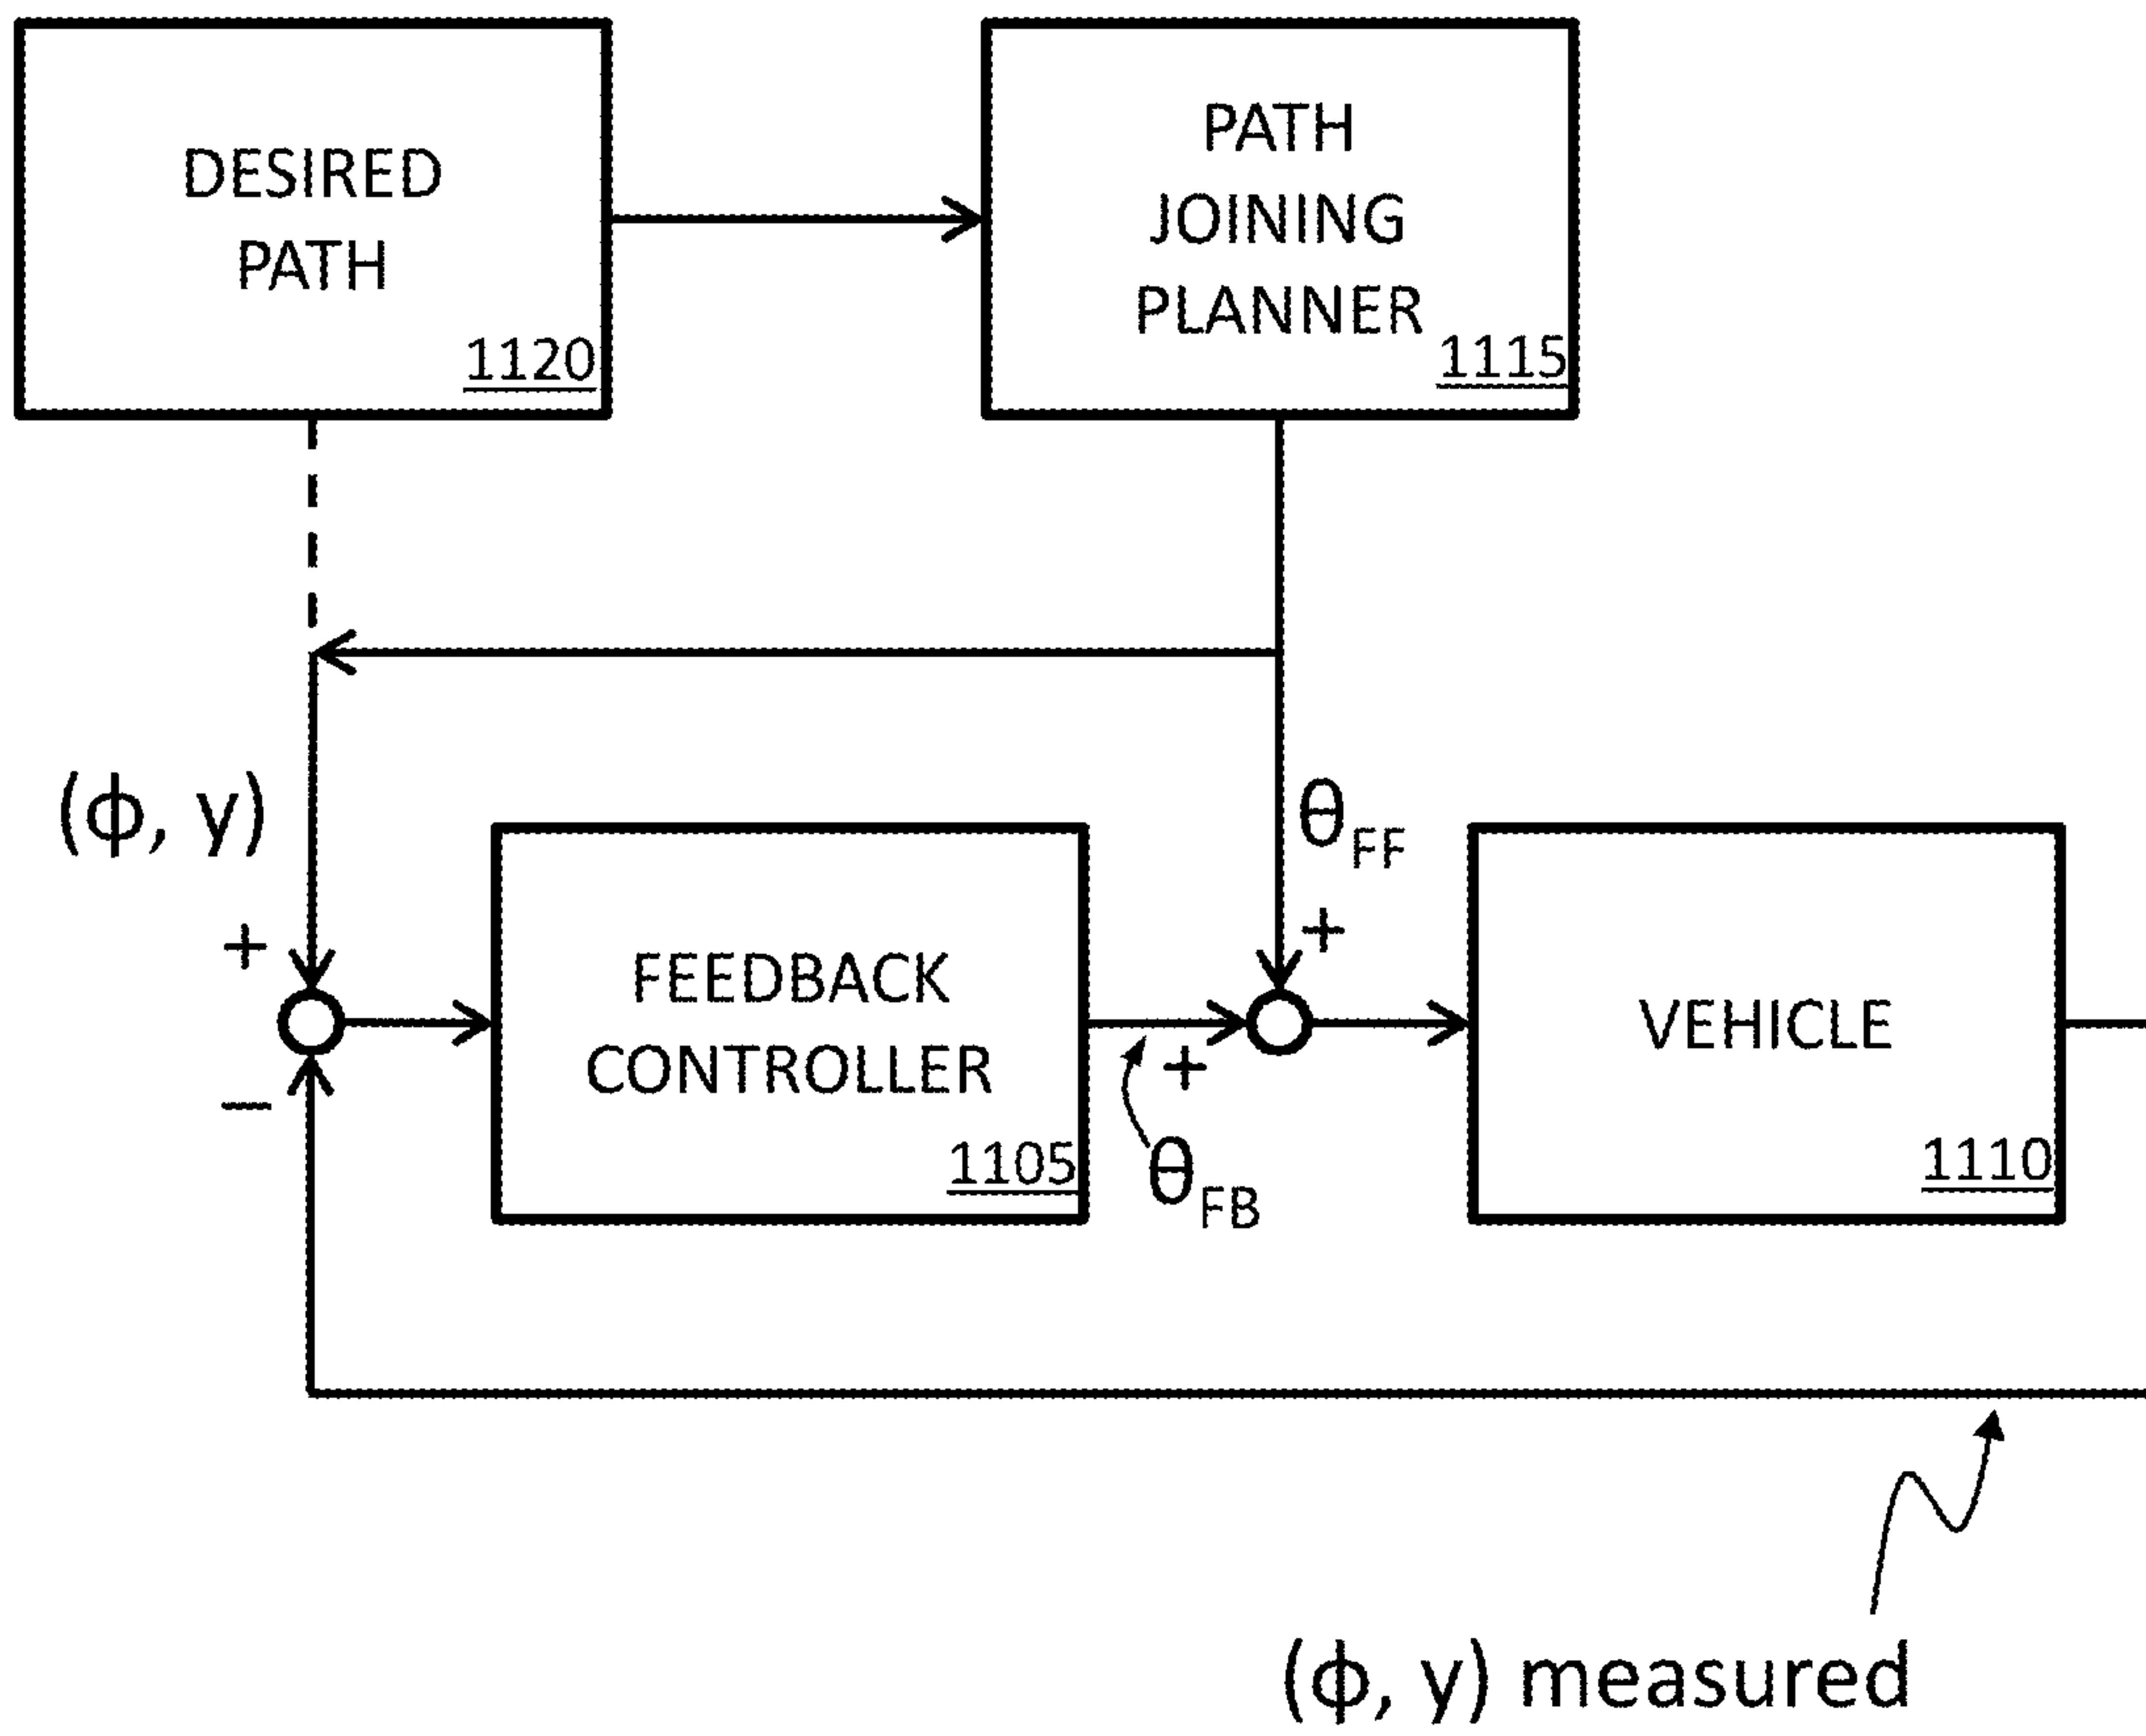 DESIRED
PATH
1120
PATH
JOINING
PLANNER
1115
(ϕ, y)
θFF
+
+
FEEDBACK
CONTROLLER
1105
+
θFB
−
VEHICLE
1110
(ϕ, y) measured